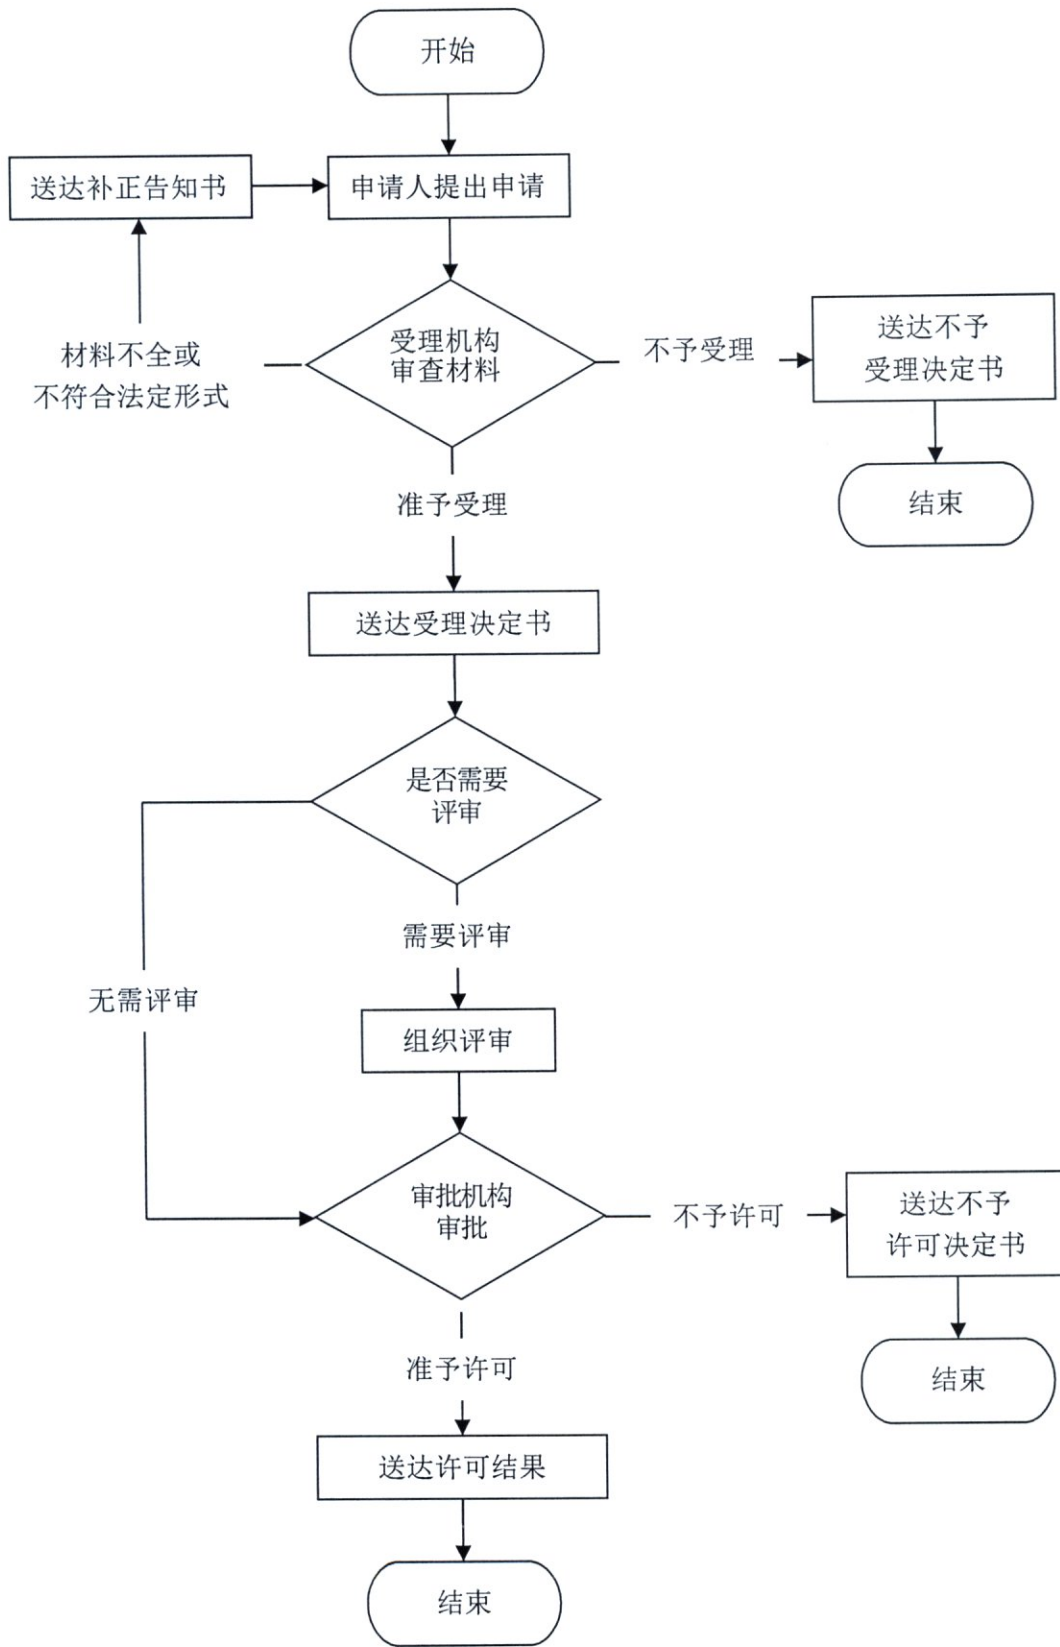 开始
送达补正告知书
申请人提出申请
受理机构
审查材料
材料不全或
不符合法定形式
不予受理
送达不予
受理决定书
结束
准予受理
送达受理决定书
是否需要
评审
需要评审
无需评审
组织评审
审批机构
审批
不予许可
送达不予
许可决定书
结束
准予许可
送达许可结果
结束